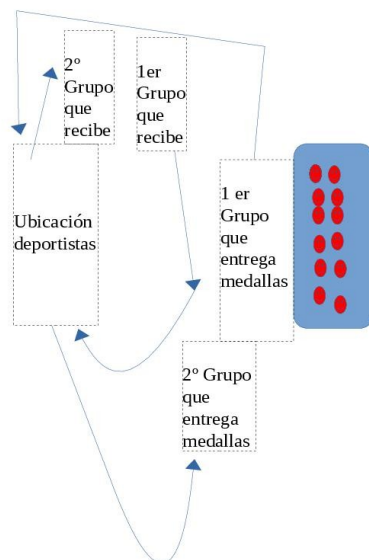 2º
Grupo
que
recibe
1er
Grupo
que
recibe
Ubicación
deportistas
1 er
Grupo
que
entrega
medallas
2º Grupo
que
entrega
medallas